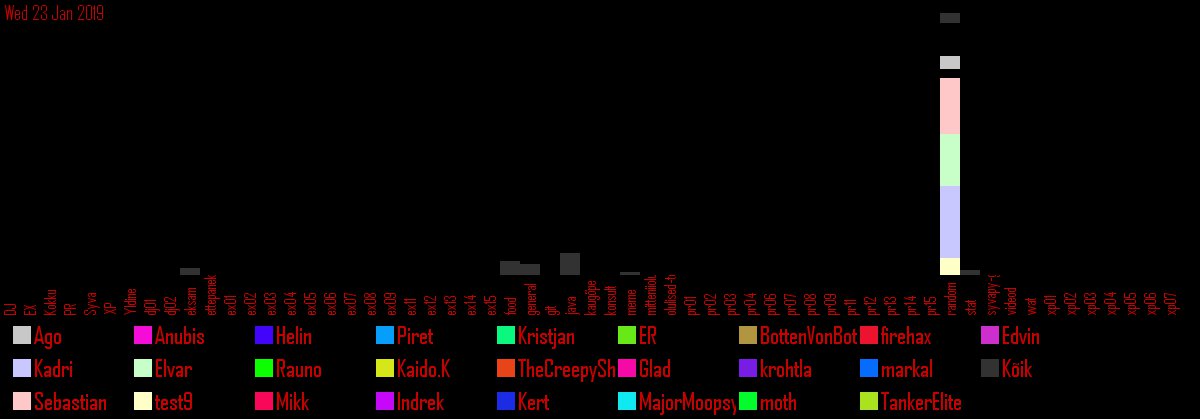 Wed 23 Jan 2019
DJ EX Kokku PR Syva XP Yldine dj01 dj02 eksam ettepanek ex01 ex02 ex03 ex04 ex05 ex06 ex07 ex08 ex09 ex11 ex12 ex13 ex14 ex15 food general git java kaugõpe konsult meme mitteniloli. olulised-h pr01 pr02 pr03 pr04 pr06 pr07 pr08 pr09 pr11 pr12 pr13 pr14 pr15 random stat syvapy-t videod wat xp01 xp02 xp03 xp04 xp05 xp06 xp07
Ago Anubis Helin Piret Kristjan ER BottenVonBot firehax Edvin
Kadri Elvar Rauno Kaido.K TheCreepySh Glad krohtla markal Kõik
Sebastian test9 Mikk Indrek Kert MajorMoopsy moth TankerElite